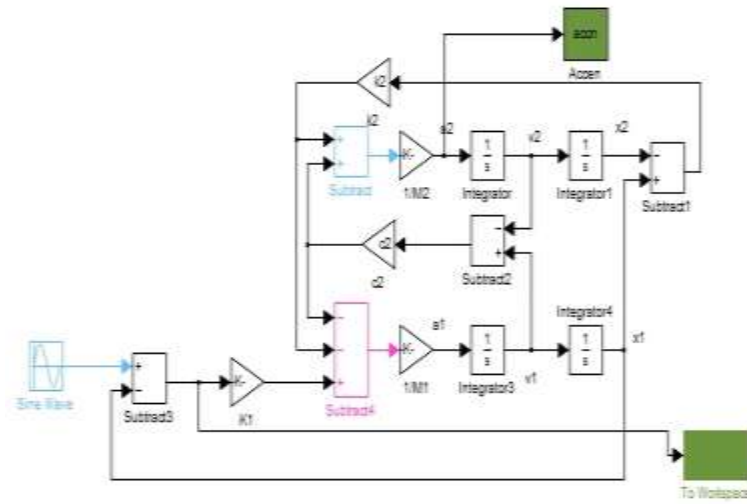 accn
Accen
k2
k2
a2
v2
x2
+
+
Subtract
K-
1/M2
1
s
Integrator
1
s
Integrator1
-
+
Subtract1
c2
c2
-
+
Subtract2
Integrator4
-
-
+
Subtract4
K-
1/M1
a1
1
s
Integrator3
v1
1
s
x1
Sine Wave
+
-
Subtract3
K-
K1
To Workspace